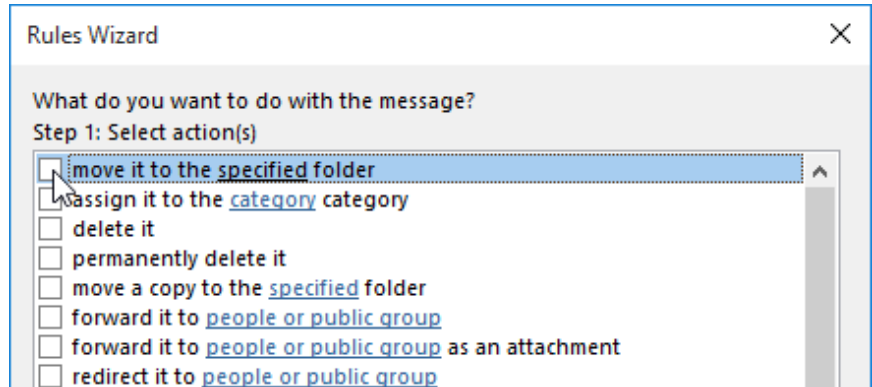 Rules Wizard
What do you want to do with the message?
Step 1: Select action(s)
move it to the specified folder
assign it to the category category
delete it
permanently delete it
move a copy to the specified folder
forward it to people or public group
forward it to people or public group as an attachment
redirect it to people or public group